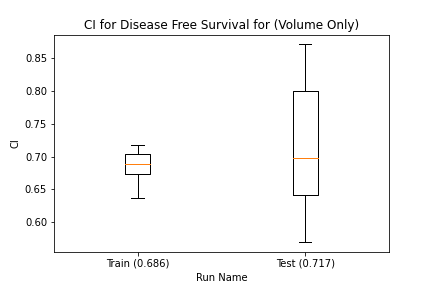 CI for Disease Free Survival for (Volume Only)
CI
0.85
0.80
0.75
0.70
0.65
0.60
Train (0.686)
Test (0.717)
Run Name